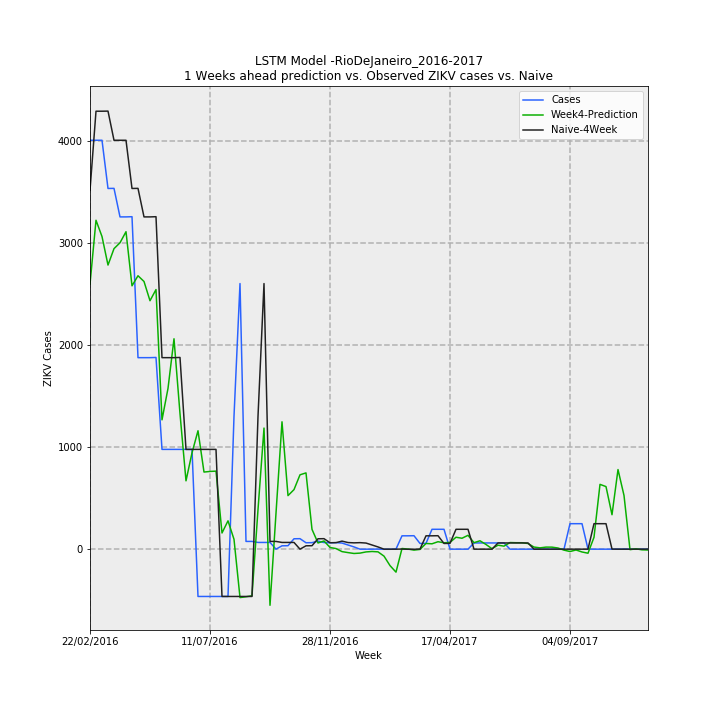 LSTM Model -RioDeJaneiro_2016-2017
1 Weeks ahead prediction vs. Observed ZIKV cases vs. Naive
Cases
Week4-Prediction
Naive-4Week
4000
3000
2000
1000
0
ZIKV Cases
22/02/2016
11/07/2016
28/11/2016
17/04/2017
04/09/2017
Week